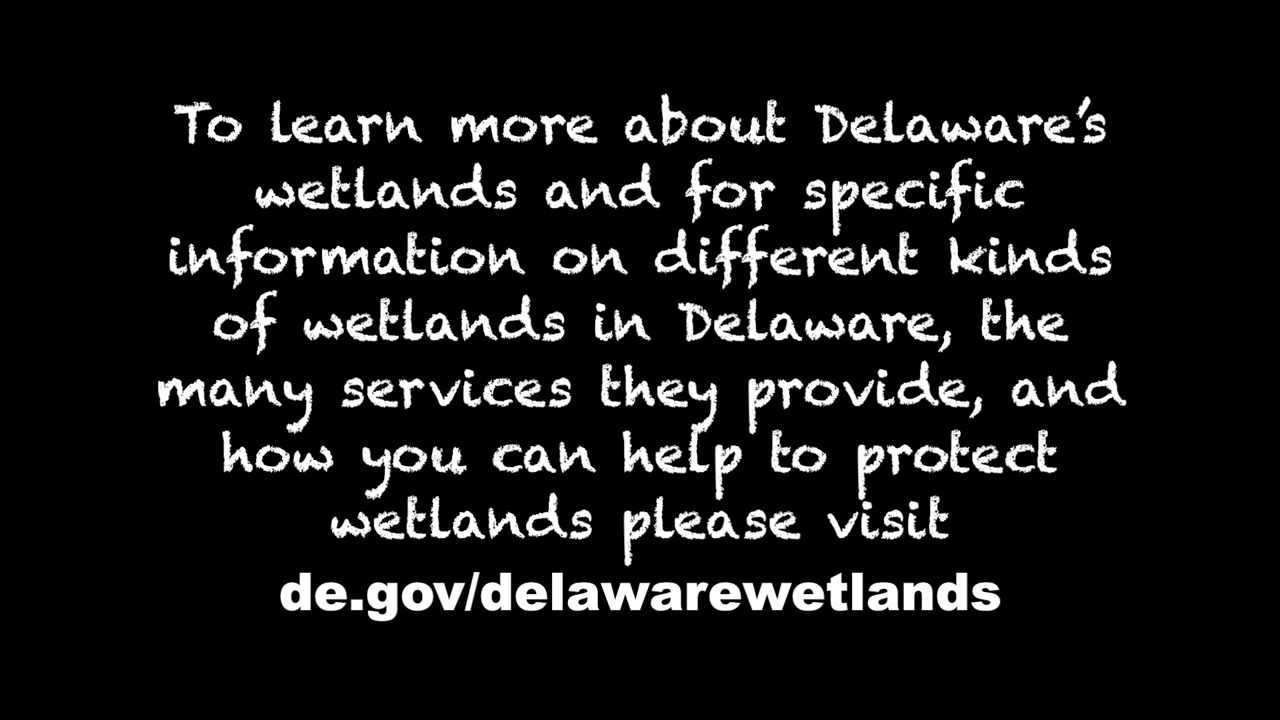 To learn more about Delaware's
wetlands and for specific
information on different kinds
of wetlands in Delaware, the
many services they provide, and
how you can help to protect
wetlands please visit
de.gov/delawarewetlands